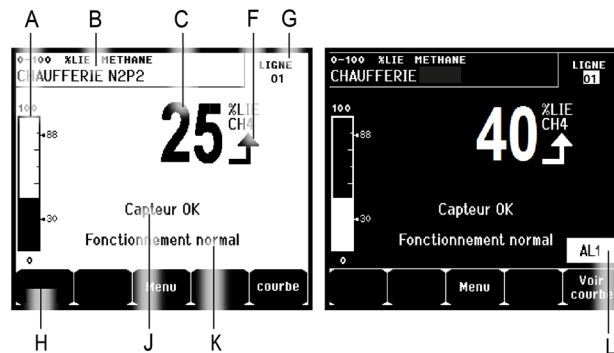 A B C F G
0-100 %LIE METHANE
CHAUFFERIE N2P2
LIGNE
01
100
25
%LIE
CH4
88
30
Capteur OK
Fonctionnement normal
0
Menu
courbe
H J K
0-100 %LIE METHANE
CHAUFFERIE
LIGNE
01
100
40
%LIE
CH4
88
30
Capteur OK
Fonctionnement normal
AL1
0
Menu
Voir
courbe
L